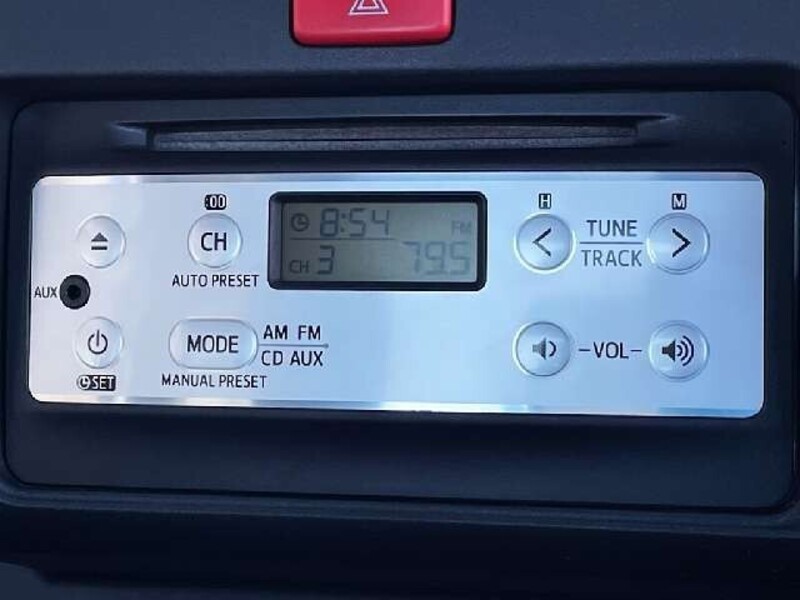 :00
H
M
8:54
FM
CH
TUNE
CH 3
79.5
TRACK
AUTO PRESET
AUX
MODE
AM FM
CD AUX
VOL
SET
MANUAL PRESET